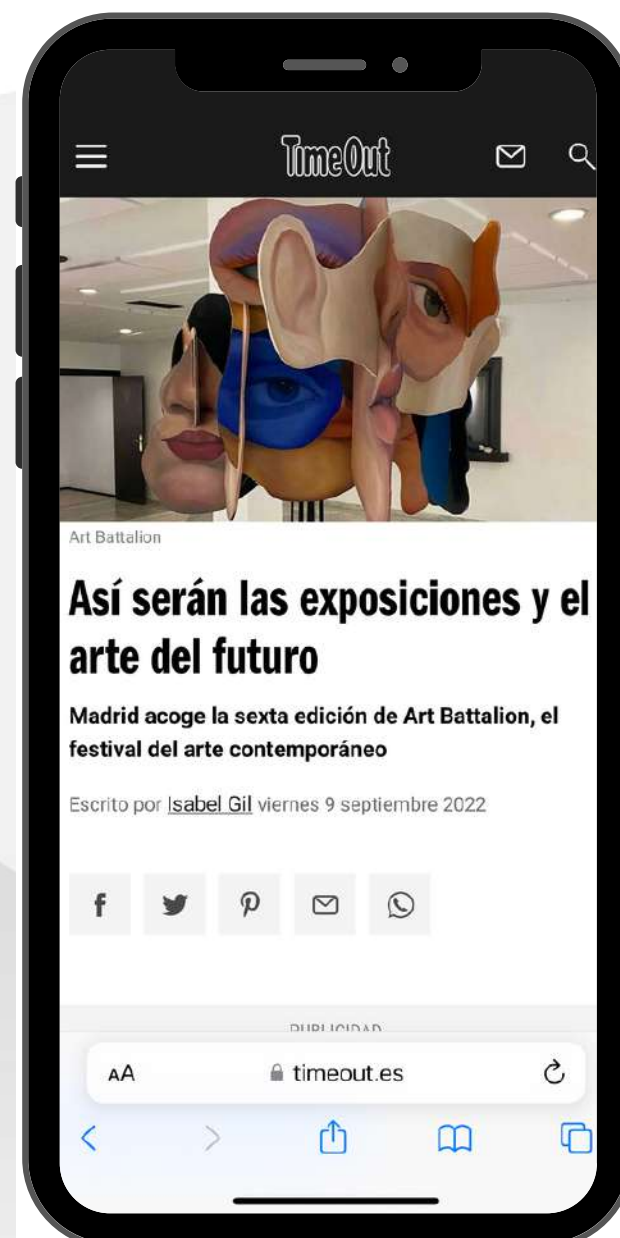 TimeOut
Art Battalion
Así serán las exposiciones y el
arte del futuro
Madrid acoge la sexta edición de Art Battalion, el
festival del arte contemporáneo
Escrito por Isabel Gil viernes 9 septiembre 2022
PUBLICIDAD
AA
timeout.es